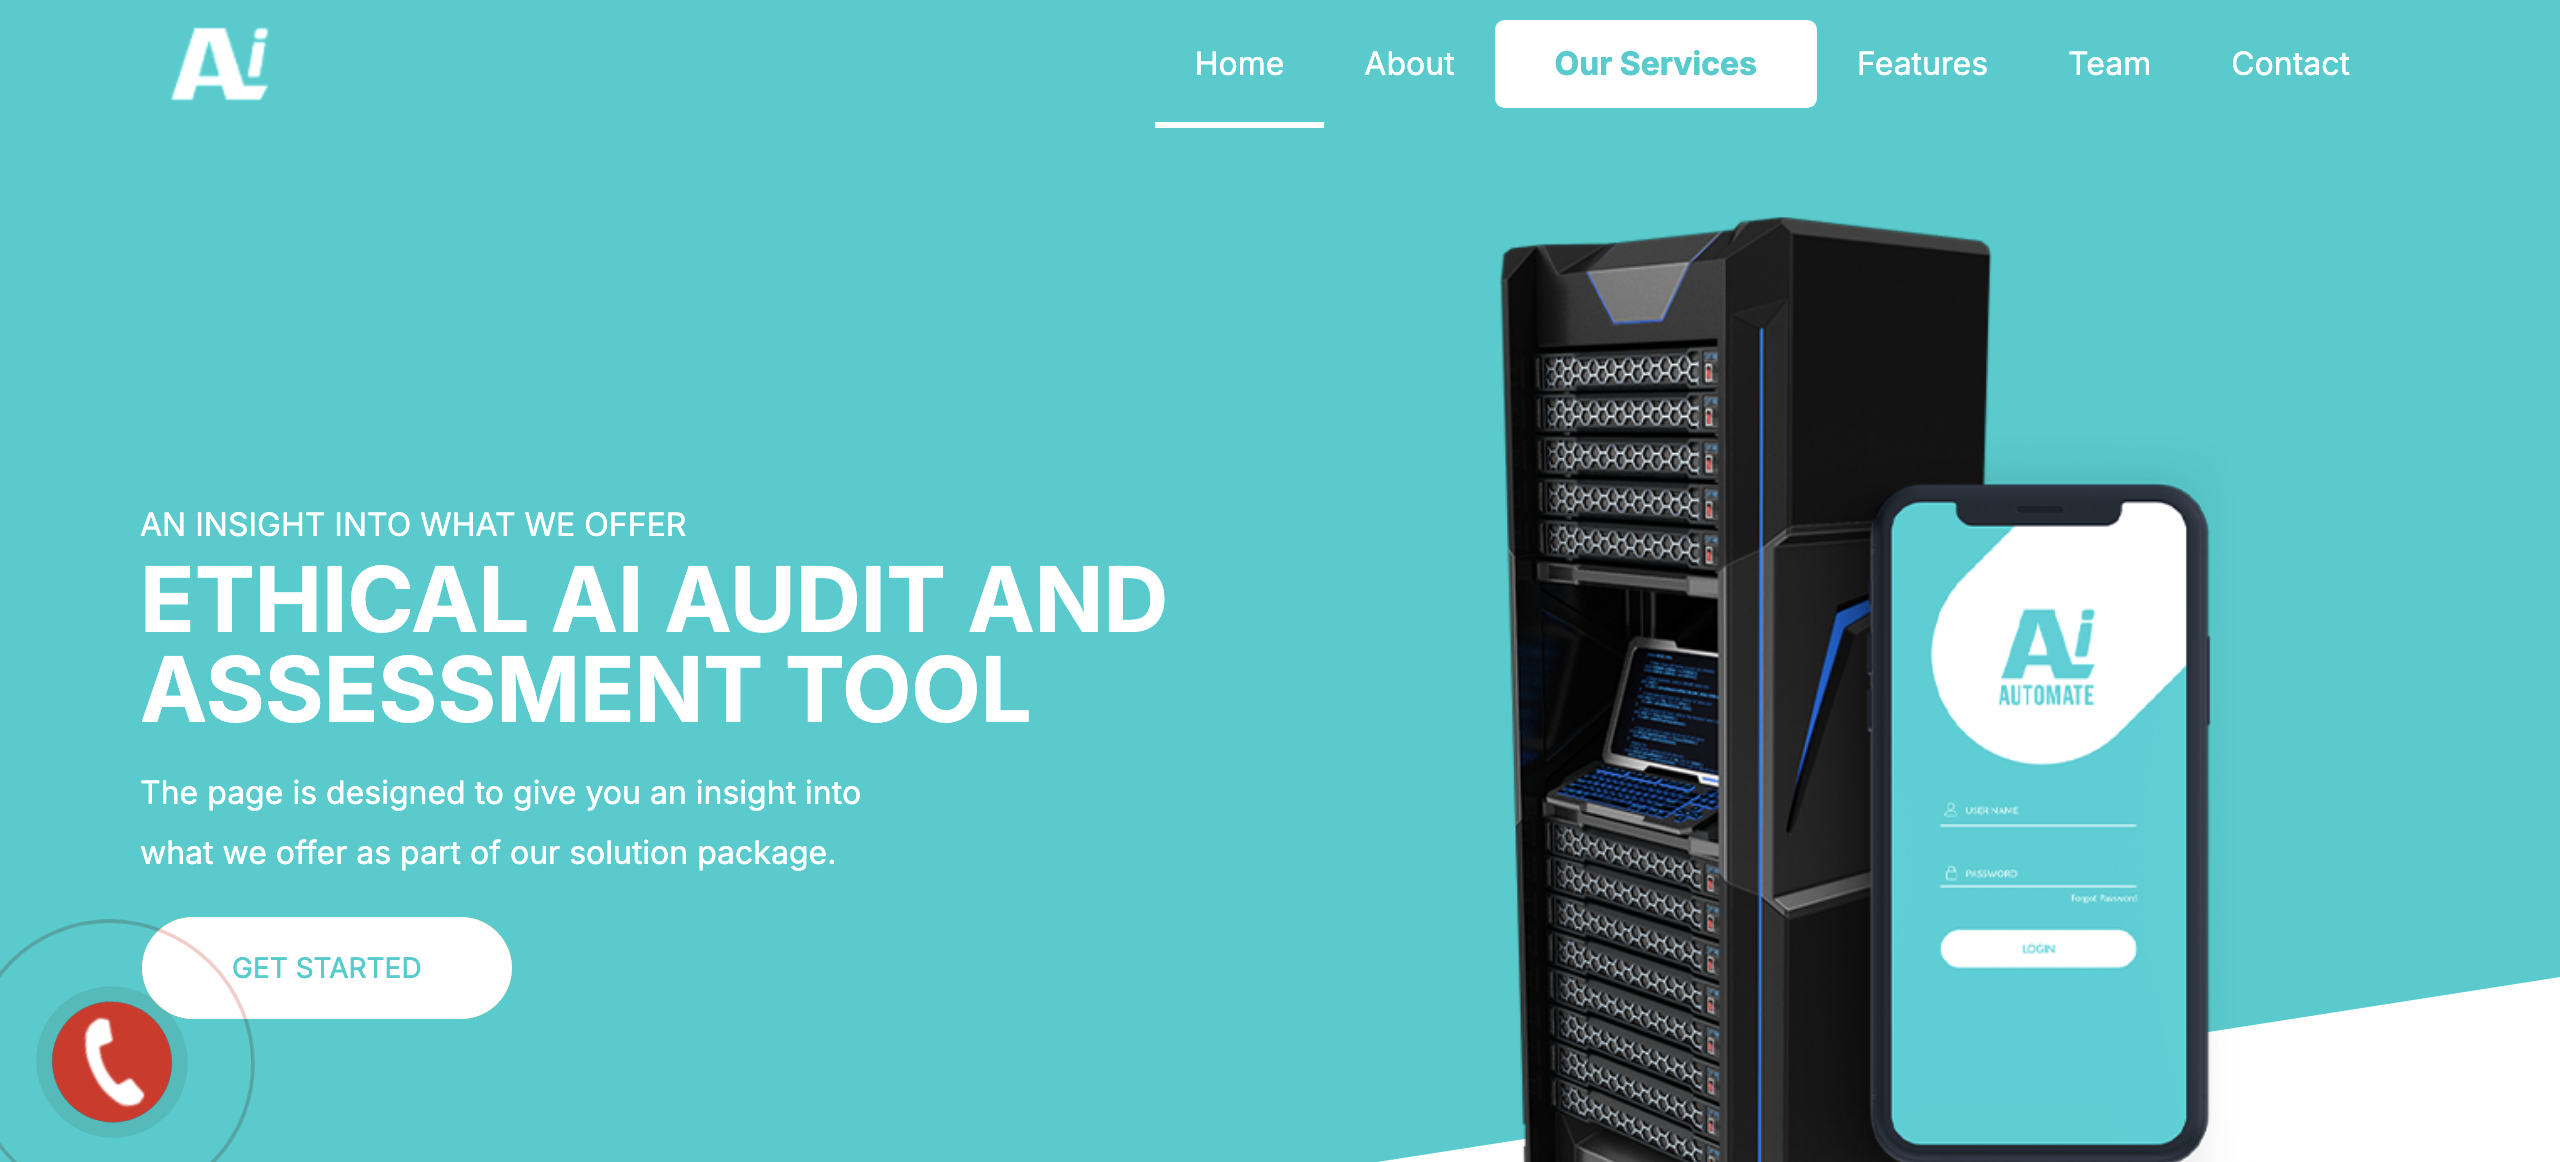 Ai
Home About Our Services Features Team Contact
AN INSIGHT INTO WHAT WE OFFER
ETHICAL AI AUDIT AND
ASSESSMENT TOOL
The page is designed to give you an insight into
what we offer as part of our solution package.
GET STARTED
Ai
AUTOMATE
USER NAME
PASSWORD
Forgot Password
LOGIN